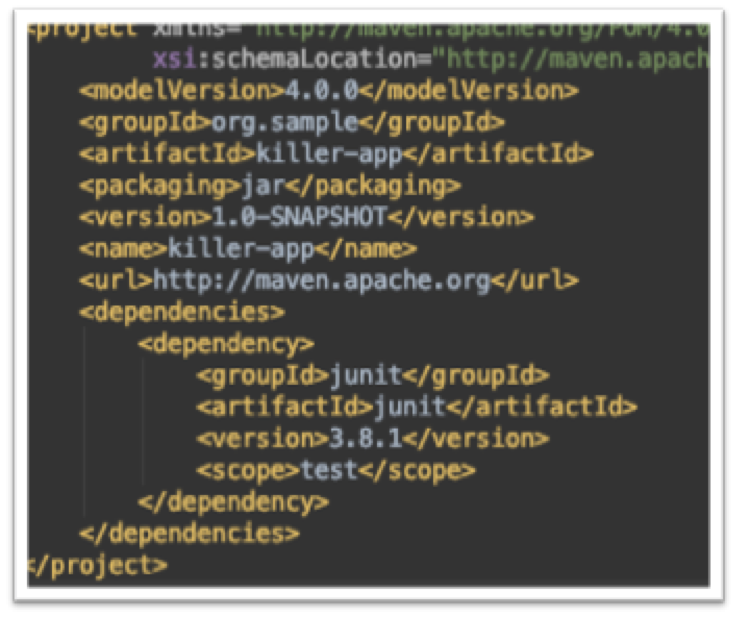 <project xmlns="http://maven.apache.org/POM/4.0
xsi:schemaLocation="http://maven.apach
<modelVersion>4.0.0</modelVersion>
<groupId>org.sample</groupId>
<artifactId>killer-app</artifactId>
<packaging>jar</packaging>
<version>1.0-SNAPSHOT</version>
<name>killer-app</name>
<url>http://maven.apache.org</url>
<dependencies>
<dependency>
<groupId>junit</groupId>
<artifactId>junit</artifactId>
<version>3.8.1</version>
<scope>test</scope>
</dependency>
</dependencies>
</project>